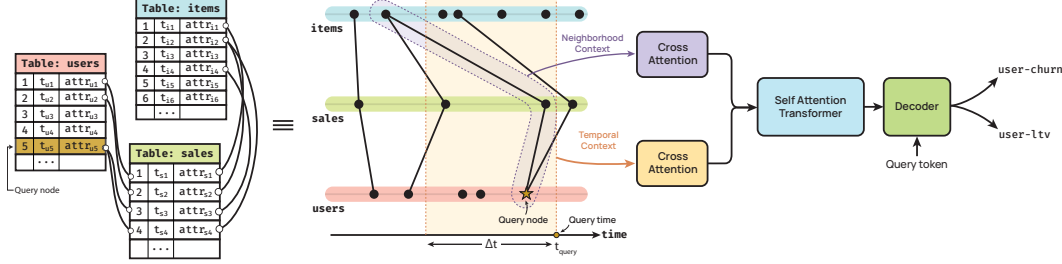 Table: users
1 t_u1 attr_u1
2 t_u2 attr_u2
3 t_u3 attr_u3
4 t_u4 attr_u4
5 t_u5 attr_u5
...
Query node
Table: items
1 t_i1 attr_i1
2 t_i2 attr_i2
3 t_i3 attr_i3
4 t_i4 attr_i4
5 t_i5 attr_i5
6 t_i6 attr_i6
...
Table: sales
1 t_s1 attr_s1
2 t_s2 attr_s2
3 t_s3 attr_s3
4 t_s4 attr_s4
...
≡
items
sales
users
Neighborhood
Context
Temporal
Context
Query node
Query time
time
Δt
t_query
Cross
Attention
Cross
Attention
Self Attention
Transformer
Decoder
Query token
user-churn
user-ltv